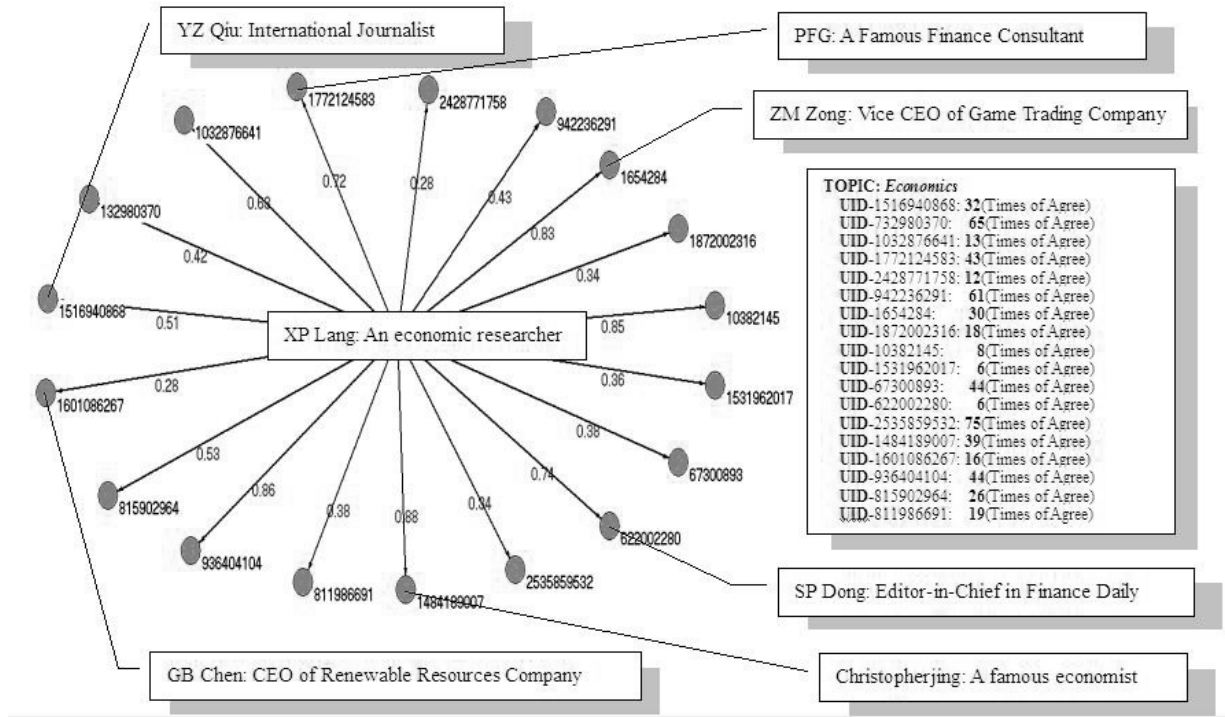 YZ Qiu: International Journalist
PFG: A Famous Finance Consultant
1772124583
2428771758
942236291
1032876641
ZM Zong: Vice CEO of Game Trading Company
1654284
0.72
0.28
0.43
0.63
0.83
132980370
1872002316
0.42
0.34
1516940868
0.51
10382145
0.85
XP Lang: An economic researcher
1601086267
0.28
0.36
1531962017
0.53
0.38
67300893
0.86
0.74
815902964
0.38
0.88
0.34
622002280
936404104
811986691
1484189007
2535859532
TOPIC: Economics
UID-1516940868: 32(Times of Agree)
UID-732980370: 65(Times of Agree)
UID-1032876641: 13(Times of Agree)
UID-1772124583: 43(Times of Agree)
UID-2428771758: 12(Times of Agree)
UID-942236291: 61(Times of Agree)
UID-1654284: 30(Times of Agree)
UID-1872002316: 18(Times of Agree)
UID-10382145: 8(Times of Agree)
UID-1531962017: 6(Times of Agree)
UID-67300893: 44(Times of Agree)
UID-622002280: 6(Times of Agree)
UID-2535859532: 75(Times of Agree)
UID-1484189007: 39(Times of Agree)
UID-1601086267: 16(Times of Agree)
UID-936404104: 44(Times of Agree)
UID-815902964: 26(Times of Agree)
UID-811986691: 19(Times of Agree)
SP Dong: Editor-in-Chief in Finance Daily
GB Chen: CEO of Renewable Resources Company
Christopherjing: A famous economist